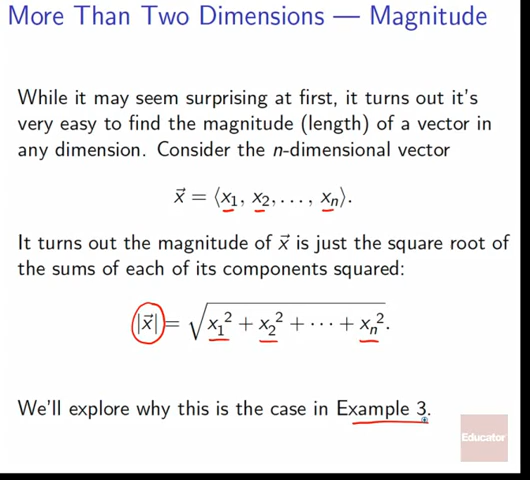 More Than Two Dimensions — Magnitude
While it may seem surprising at first, it turns out it's
very easy to find the magnitude (length) of a vector in
any dimension. Consider the n-dimensional vector
x⃗ = ⟨x₁, x₂, . . . , xₙ⟩.
It turns out the magnitude of x⃗ is just the square root of
the sums of each of its components squared:
|x⃗| = √(x₁² + x₂² + · · · + xₙ²).
We'll explore why this is the case in Example 3.
Educator